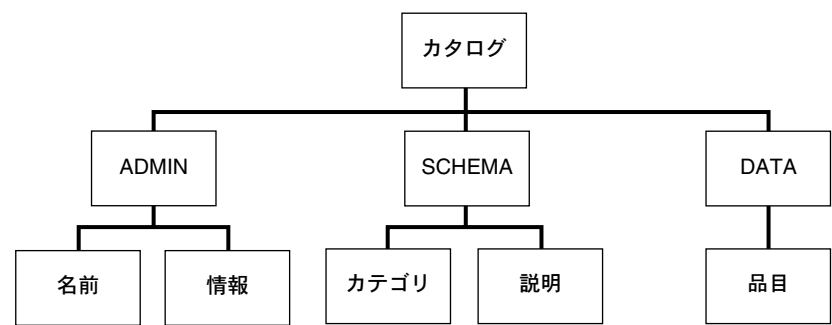 カタログ
ADMIN
SCHEMA
DATA
名前
情報
カテゴリ
説明
品目